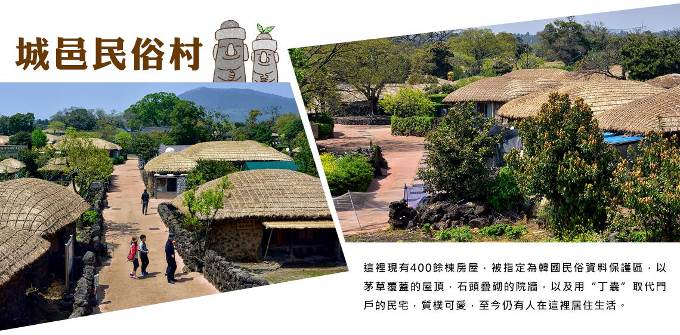 城邑民俗村
這裡現有400餘棟房屋，被指定為韓國民俗資料保護區，以
茅草覆蓋的屋頂，石頭疊砌的院牆，以及用“丁囊”取代門
戶的民宅，質樸可愛，至今仍有人在這裡居住生活。